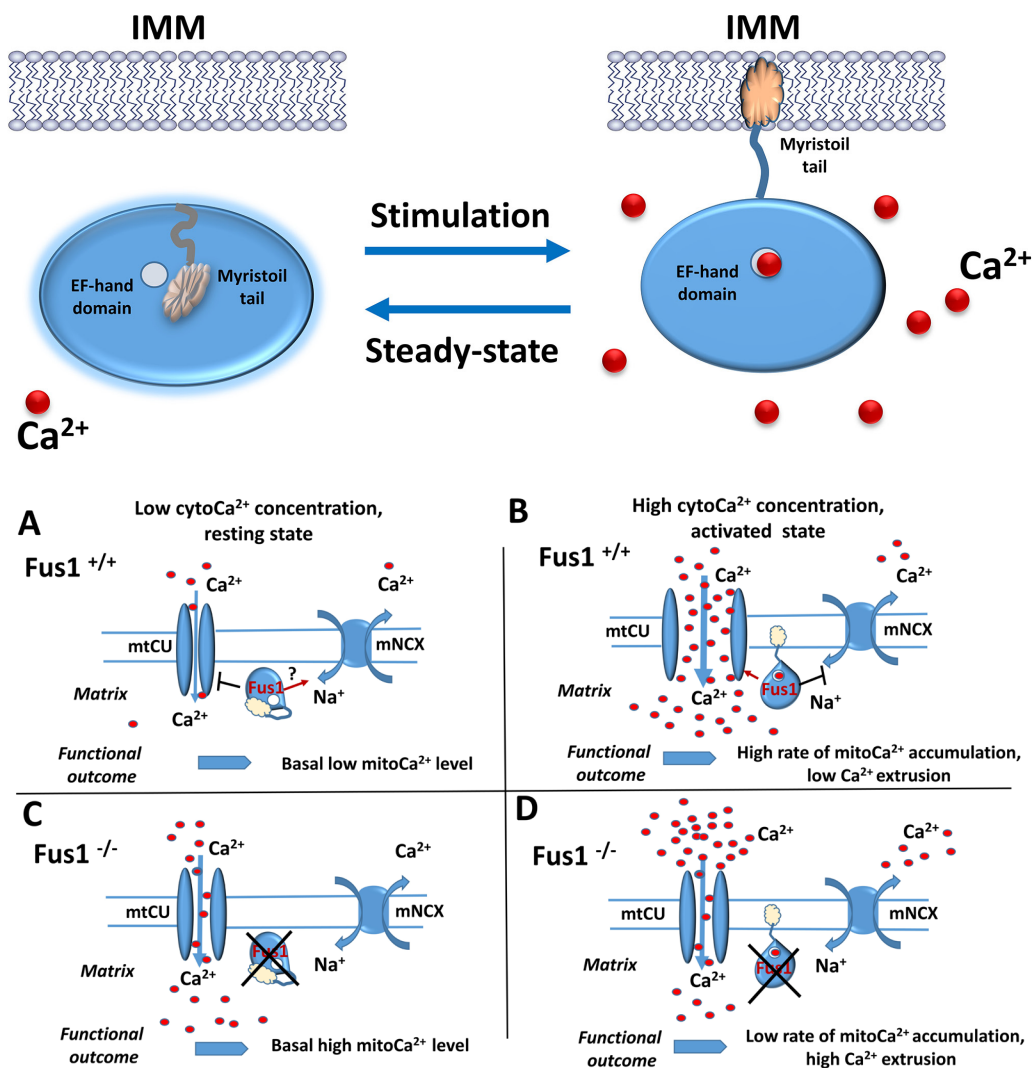 IMM
IMM
Myristoil
tail
Stimulation
EF-hand
domain
Myristoil
tail
EF-hand
domain
Ca²⁺
Steady-state
Ca²⁺
A
Low cytoCa²⁺ concentration,
resting state
Fus1 +/+
Ca²⁺
Ca²⁺
mtCU
mNCX
?
Fus1
Na⁺
Matrix
Ca²⁺
Functional
outcome
Basal low mitoCa²⁺ level
B
High cytoCa²⁺ concentration,
activated state
Fus1 +/+
Ca²⁺
Ca²⁺
mtCU
mNCX
Matrix
Ca²⁺
Fus1
Na⁺
Functional
outcome
High rate of mitoCa²⁺ accumulation,
low Ca²⁺ extrusion
C
Fus1 -/-
Ca²⁺
Ca²⁺
mtCU
mNCX
Fus1
Matrix
Ca²⁺
Na⁺
Functional
outcome
Basal high mitoCa²⁺ level
D
Fus1 -/-
Ca²⁺
Ca²⁺
mtCU
mNCX
Matrix
Ca²⁺
Fus1
Na⁺
Functional
outcome
Low rate of mitoCa²⁺ accumulation,
high Ca²⁺ extrusion